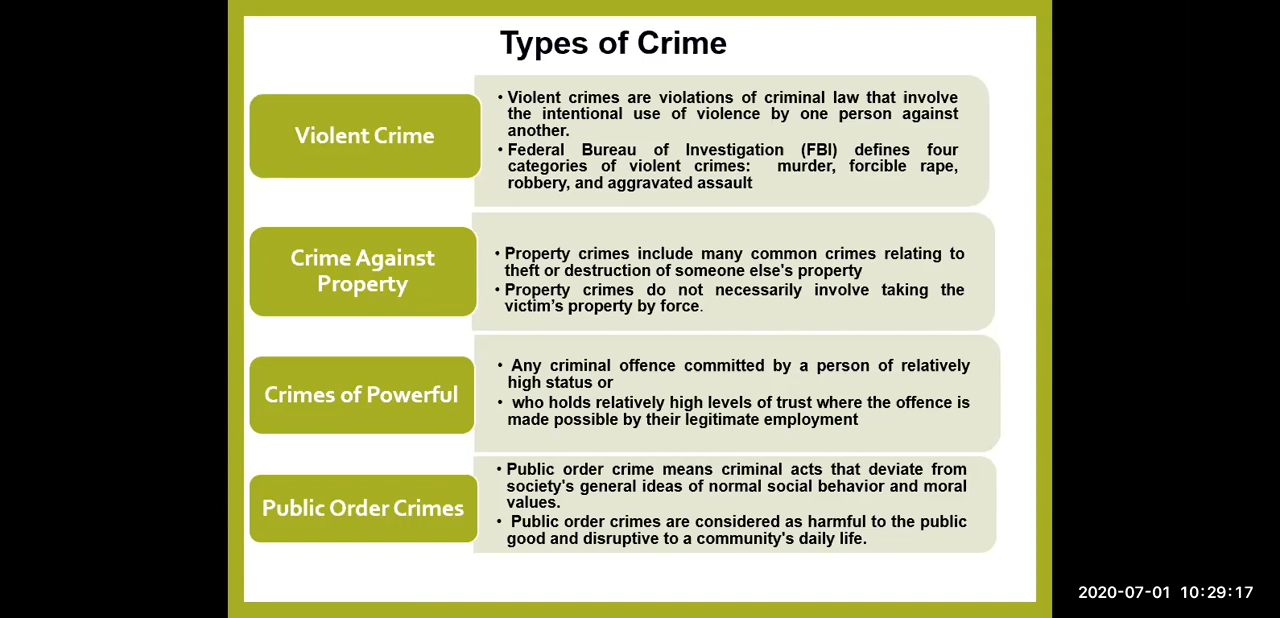 Types of Crime
Violent Crime
• Violent crimes are violations of criminal law that involve
the intentional use of violence by one person against
another.
• Federal Bureau of Investigation (FBI) defines four
categories of violent crimes: murder, forcible rape,
robbery, and aggravated assault
Crime Against
Property
• Property crimes include many common crimes relating to
theft or destruction of someone else's property
• Property crimes do not necessarily involve taking the
victim’s property by force.
Crimes of Powerful
• Any criminal offence committed by a person of relatively
high status or
• who holds relatively high levels of trust where the offence is
made possible by their legitimate employment
Public Order Crimes
• Public order crime means criminal acts that deviate from
society's general ideas of normal social behavior and moral
values.
• Public order crimes are considered as harmful to the public
good and disruptive to a community's daily life.
2020-07-01 10:29:17